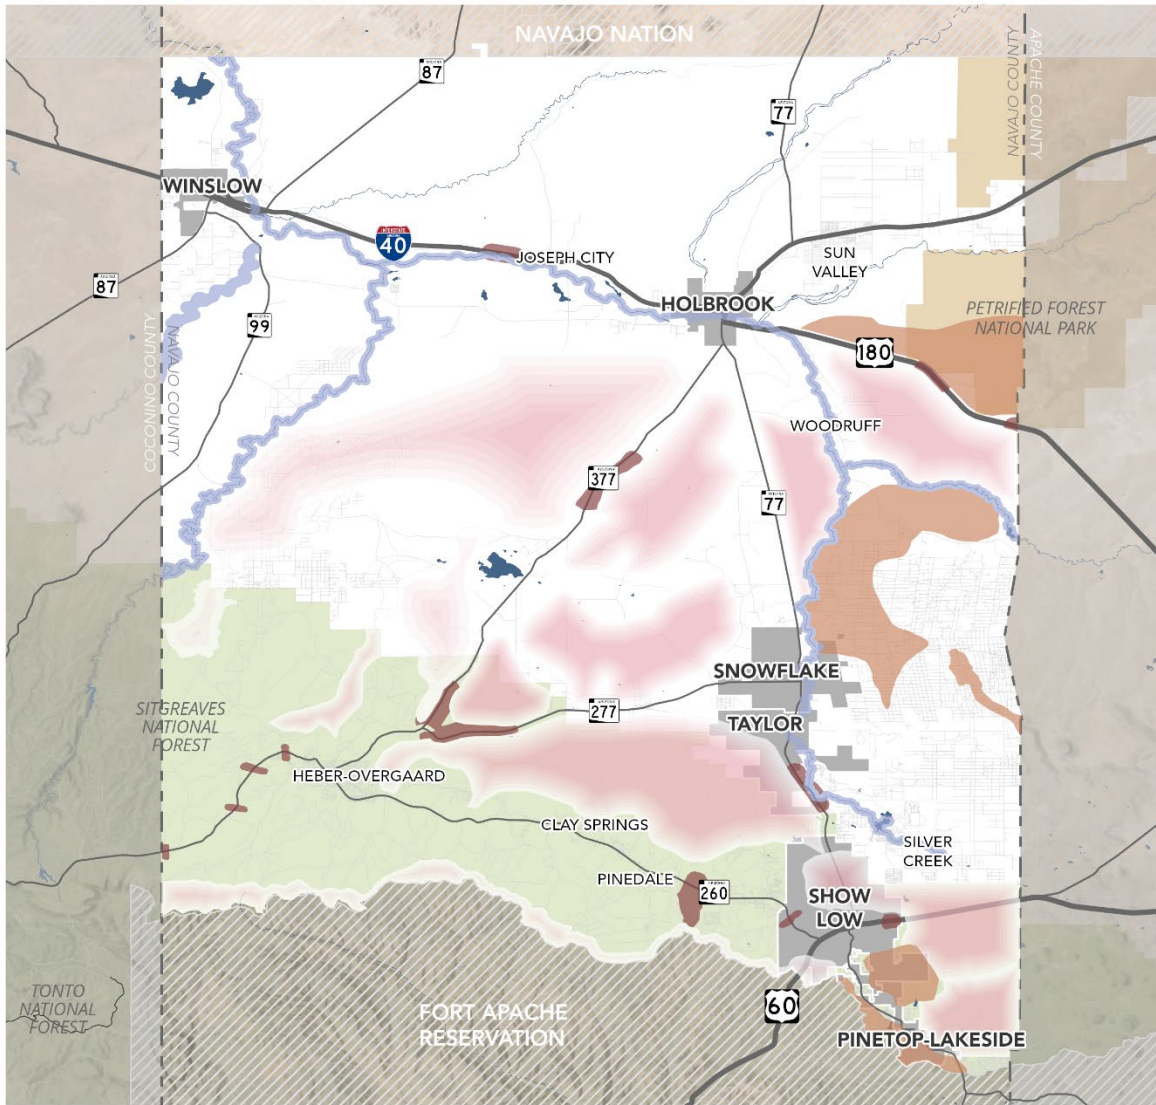 NAVAJO NATION
87
77
NAVAJO COUNTY
APACHE COUNTY
WINSLOW
INTERSTATE
40
JOSEPH CITY
SUN
VALLEY
87
HOLBROOK
99
PETRIFIED FOREST
NATIONAL PARK
COCONINO COUNTY
NAVAJO COUNTY
180
WOODRUFF
377
77
SNOWFLAKE
SITGREAVES
NATIONAL
FOREST
277
TAYLOR
HEBER-OVERGAARD
CLAY SPRINGS
SILVER
CREEK
PINEDALE
260
SHOW
LOW
TONTO
NATIONAL
FOREST
FORT APACHE
RESERVATION
60
PINETOP-LAKESIDE